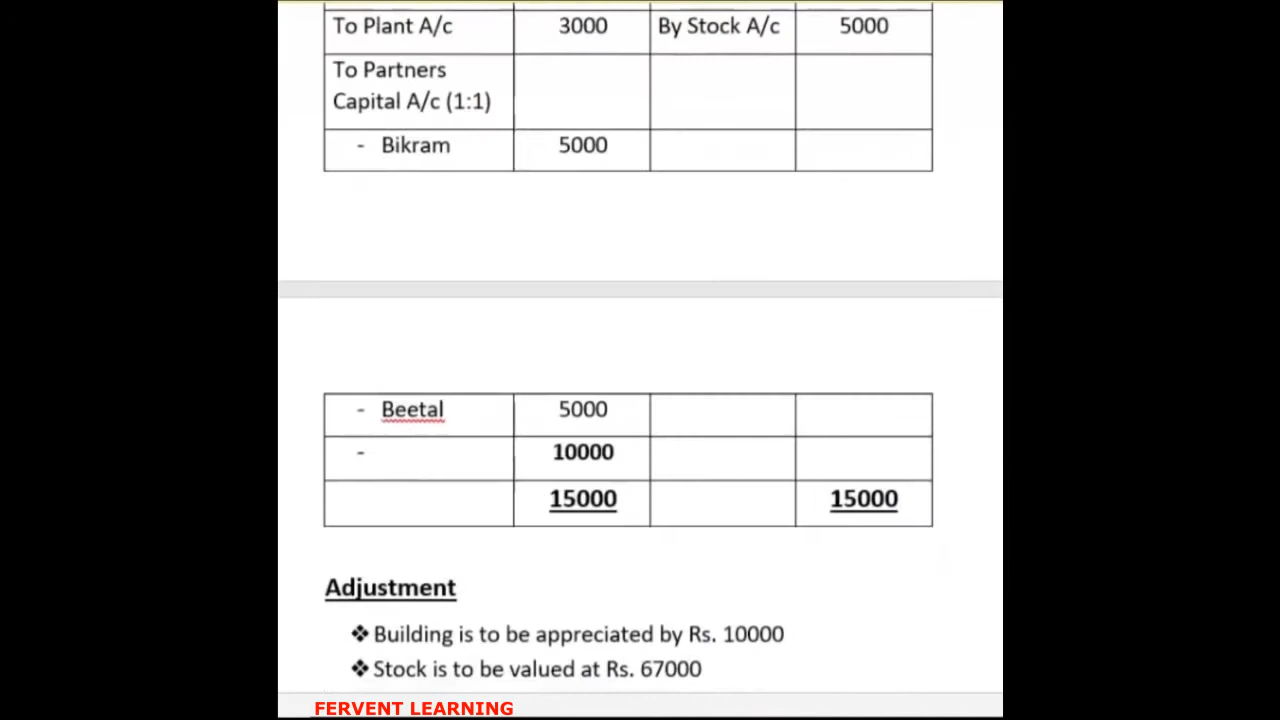 To Plant A/c 3000 By Stock A/c 5000
To Partners
Capital A/c (1:1)
- Bikram 5000
- Beetal 5000
- 10000
15000 15000
Adjustment
❖ Building is to be appreciated by Rs. 10000
❖ Stock is to be valued at Rs. 67000
FERVENT LEARNING